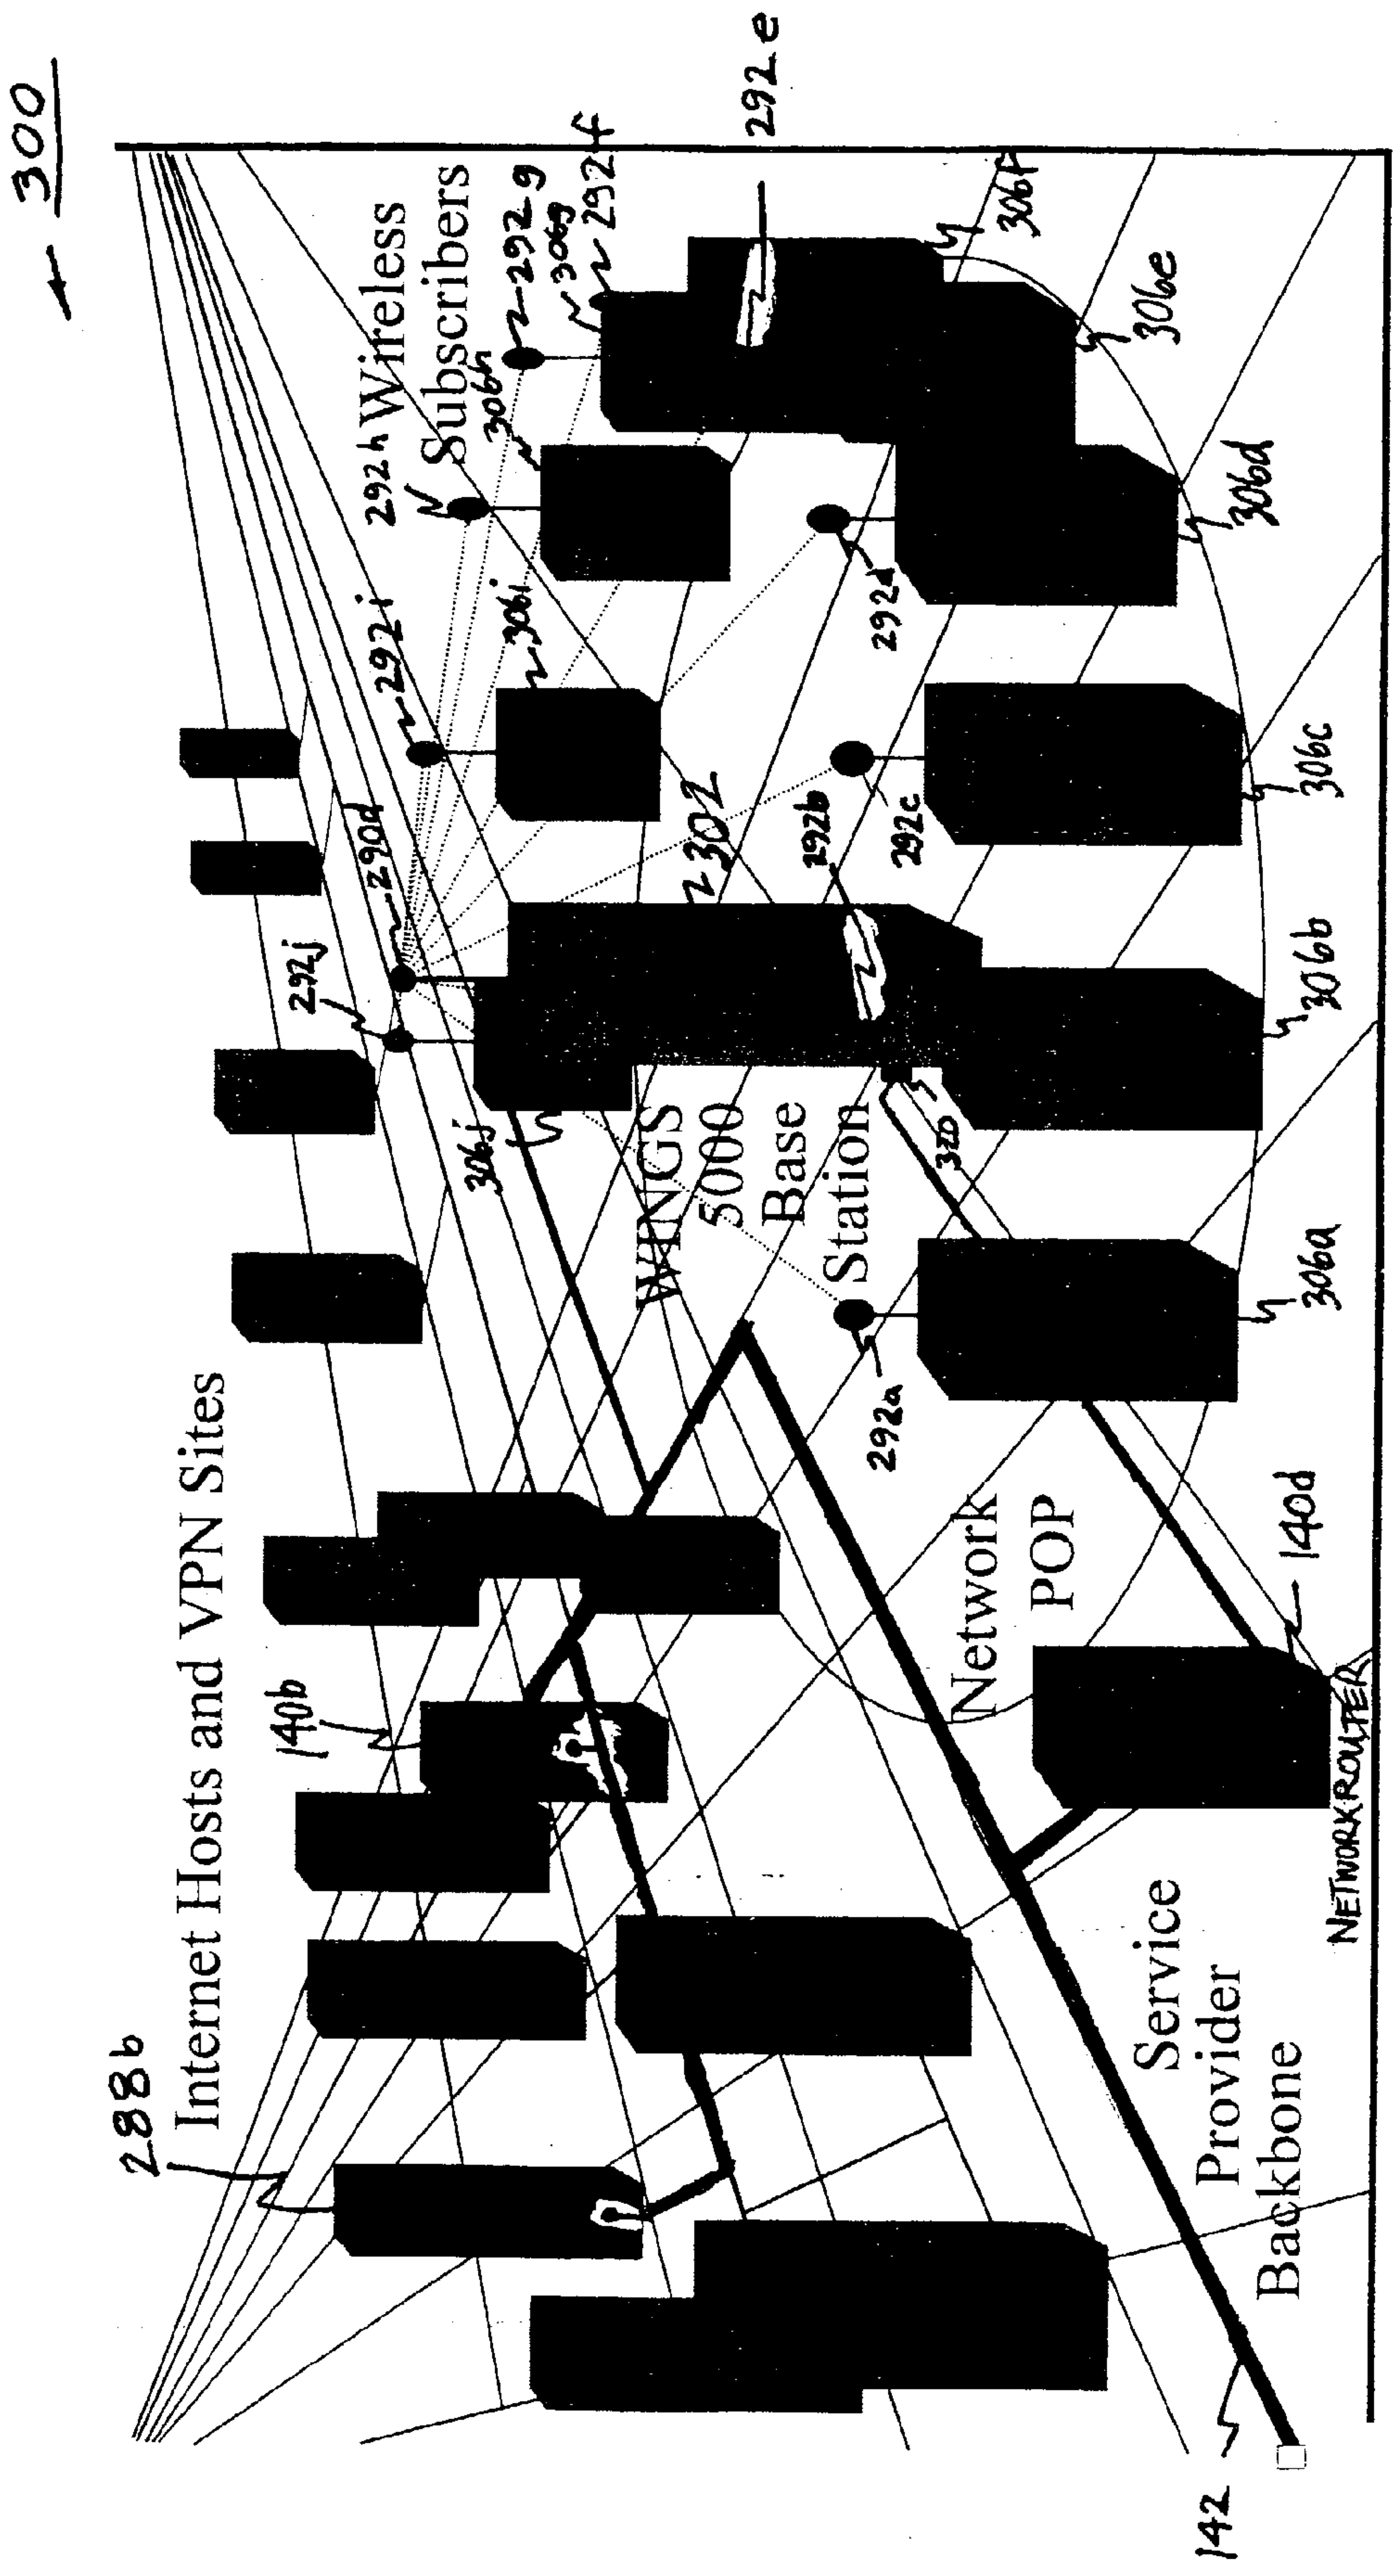 300
Internet Hosts and VPN Sites
288b
140b
Wireless
Subscribers
292h
292g
306g
292f
306h
292e
292i
306i
290d
292j
306j
302
WINGS
5000
Base
Station
292b
292c
292d
320
292a
306a
306b
306c
306d
306e
306f
Network
POP
140d
NETWORK ROUTER
Service
Provider
Backbone
142